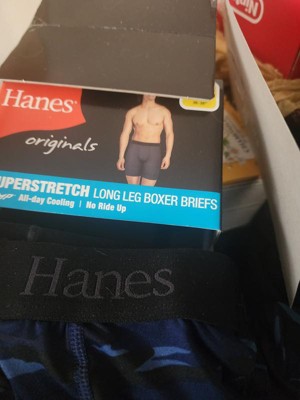 Hanes
originals
UPERSTRETCH LONG LEG BOXER BRIEFS
All-day Cooling | No Ride Up
Hanes